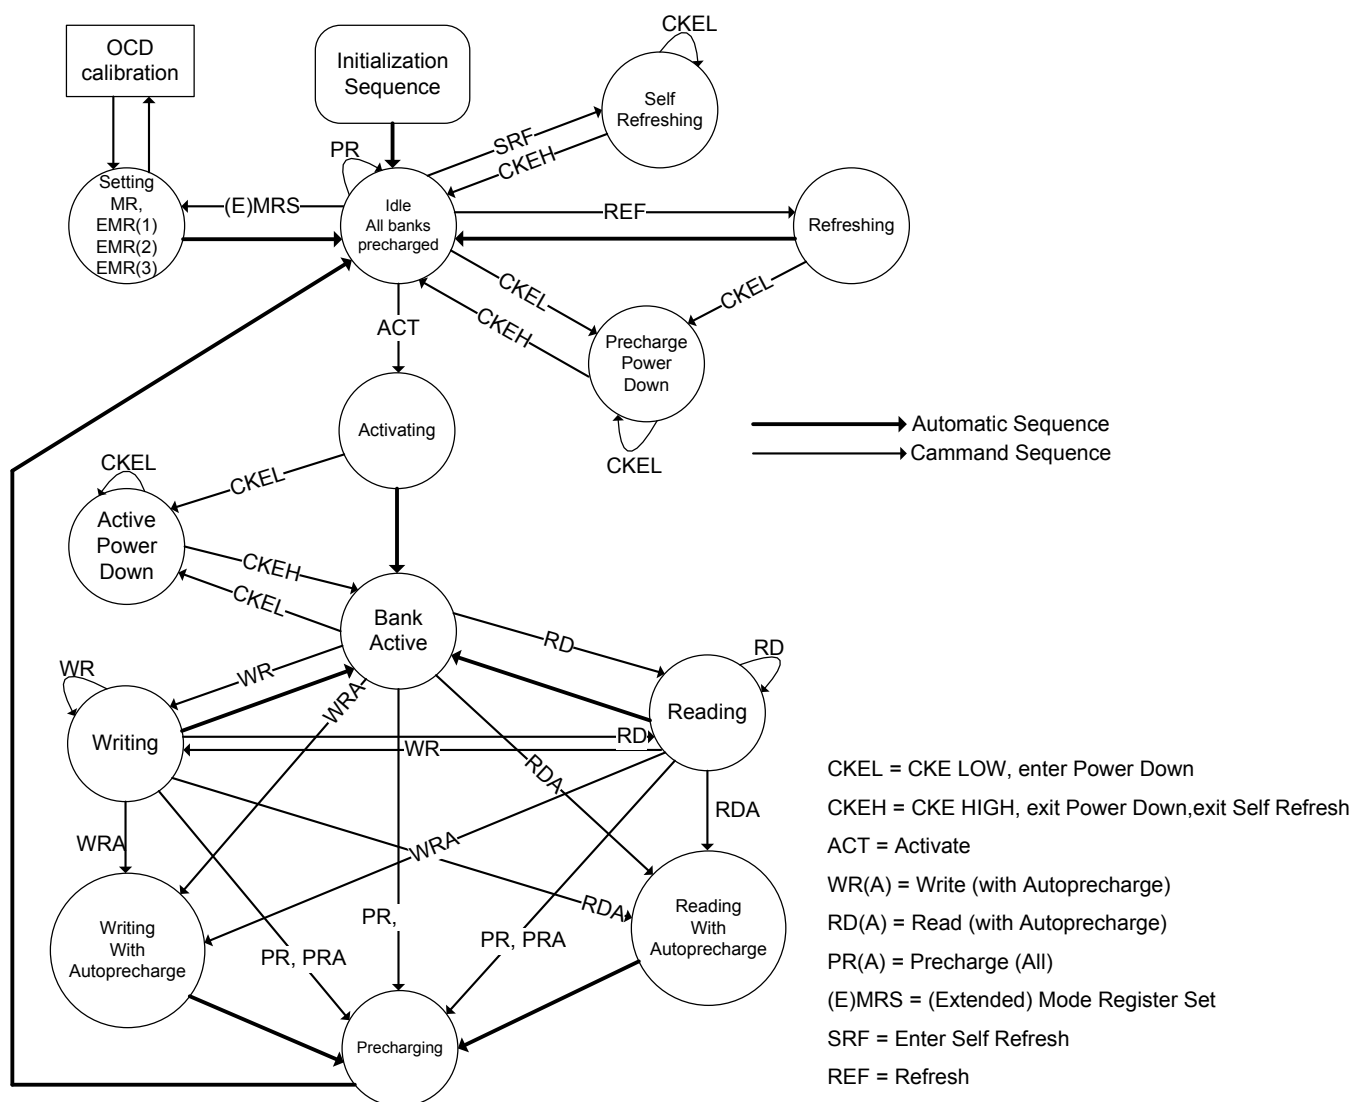 CKEL
OCD
calibration
Initialization
Sequence
Self
Refreshing
PR
SRF
CKEH
Setting
MR,
EMR(1)
EMR(2)
EMR(3)
(E)MRS
Idle
All banks
precharged
REF
Refreshing
CKEL
CKEH
CKEL
ACT
Precharge
Power
Down
CKEL
Activating
Automatic Sequence
Cammand Sequence
CKEL
CKEL
Active
Power
Down
CKEH
CKEL
Bank
Active
RD
RD
WR
WR
WRA
Writing
Reading
RD
WR
RDA
RDA
WRA
WRA
RDA
PR,
PR, PRA
PR, PRA
Writing
With
Autoprecharge
Reading
With
Autoprecharge
Precharging
CKEL = CKE LOW, enter Power Down
CKEH = CKE HIGH, exit Power Down,exit Self Refresh
ACT = Activate
WR(A) = Write (with Autoprecharge)
RD(A) = Read (with Autoprecharge)
PR(A) = Precharge (All)
(E)MRS = (Extended) Mode Register Set
SRF = Enter Self Refresh
REF = Refresh